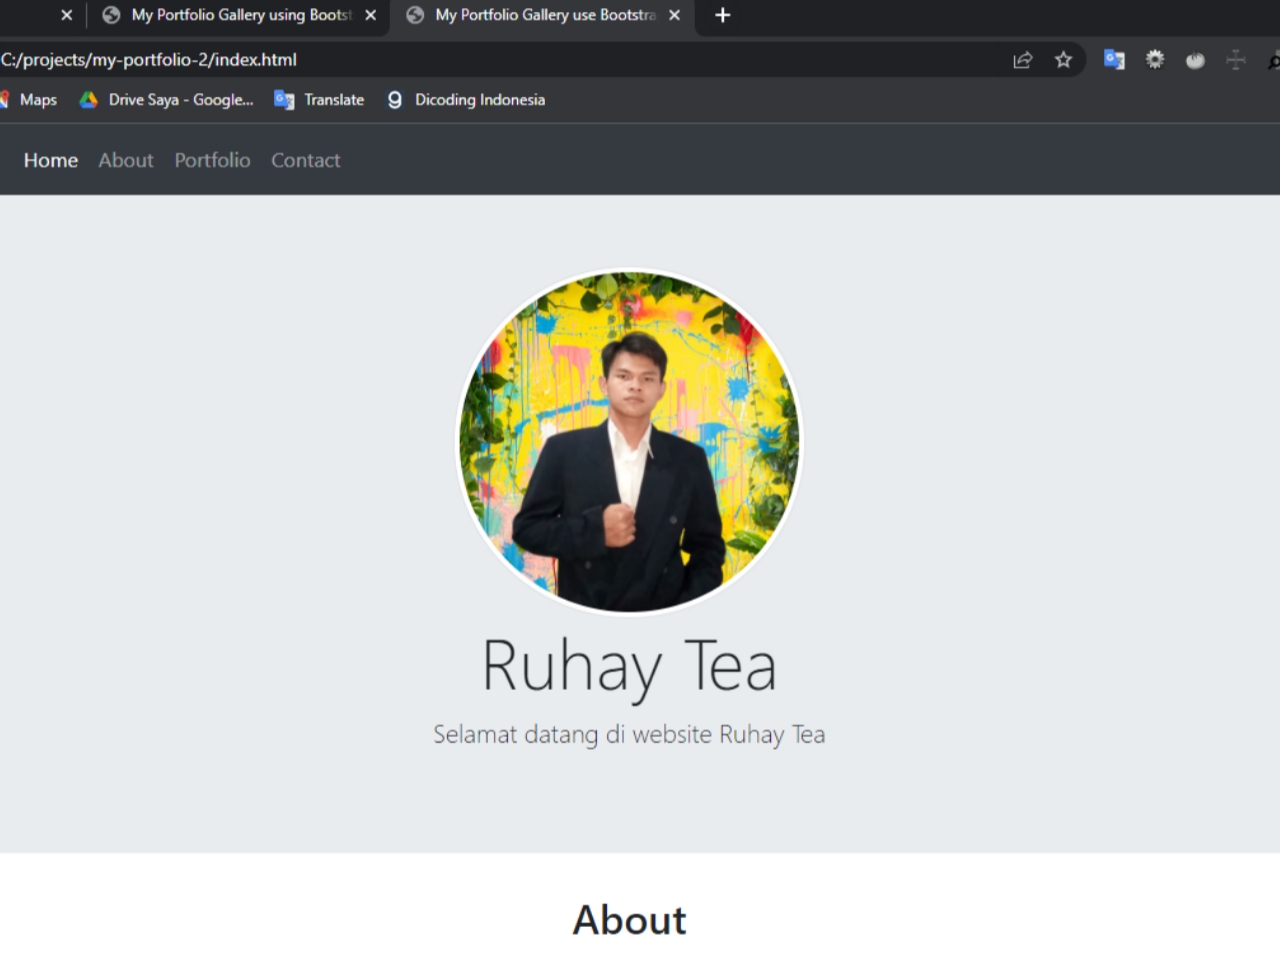 My Portfolio Gallery using Bootst
My Portfolio Gallery use Bootstra
C:/projects/my-portfolio-2/index.html
Maps
Drive Saya - Google...
Translate
Dicoding Indonesia
Home About Portfolio Contact
Ruhay Tea
Selamat datang di website Ruhay Tea
About